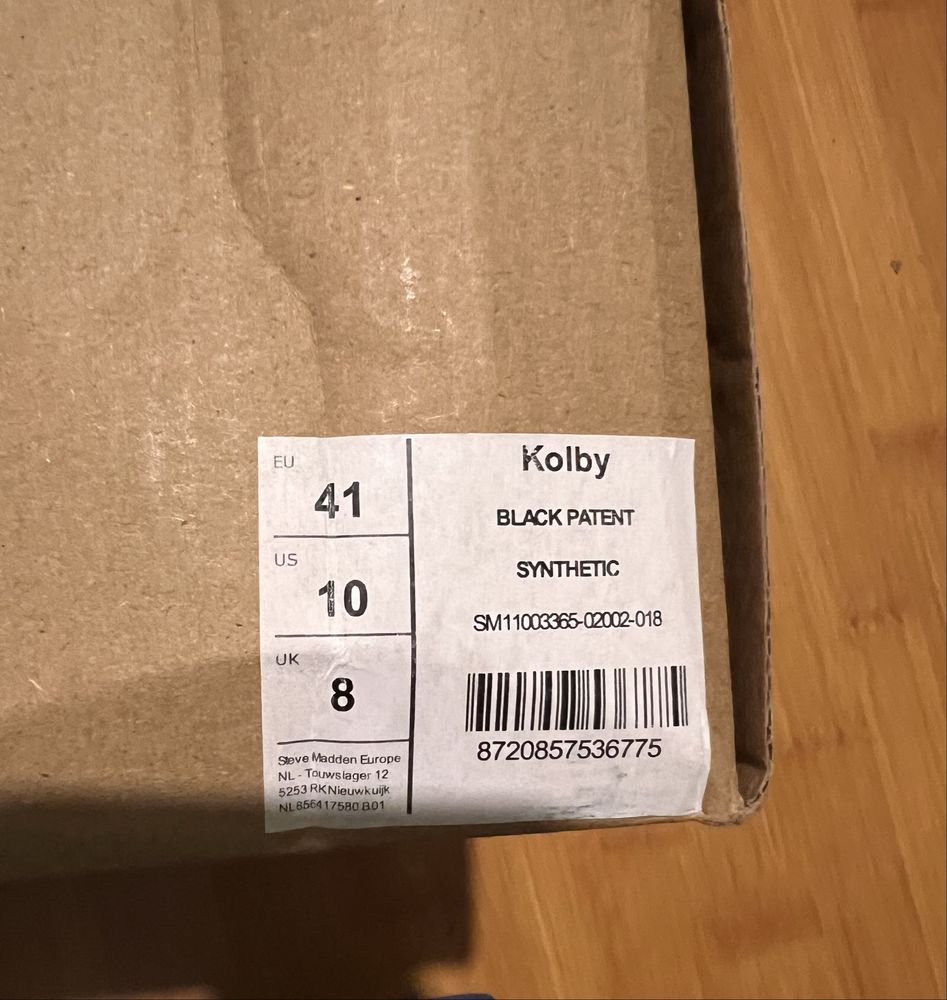 EU
41
US
10
UK
8
Steve Madden Europe
NL - Touwslager 12
5253 RK Nieuwkuijk
NL856417580 B01
Kolby
BLACK PATENT
SYNTHETIC
SM11003365-02002-018
8720857536775